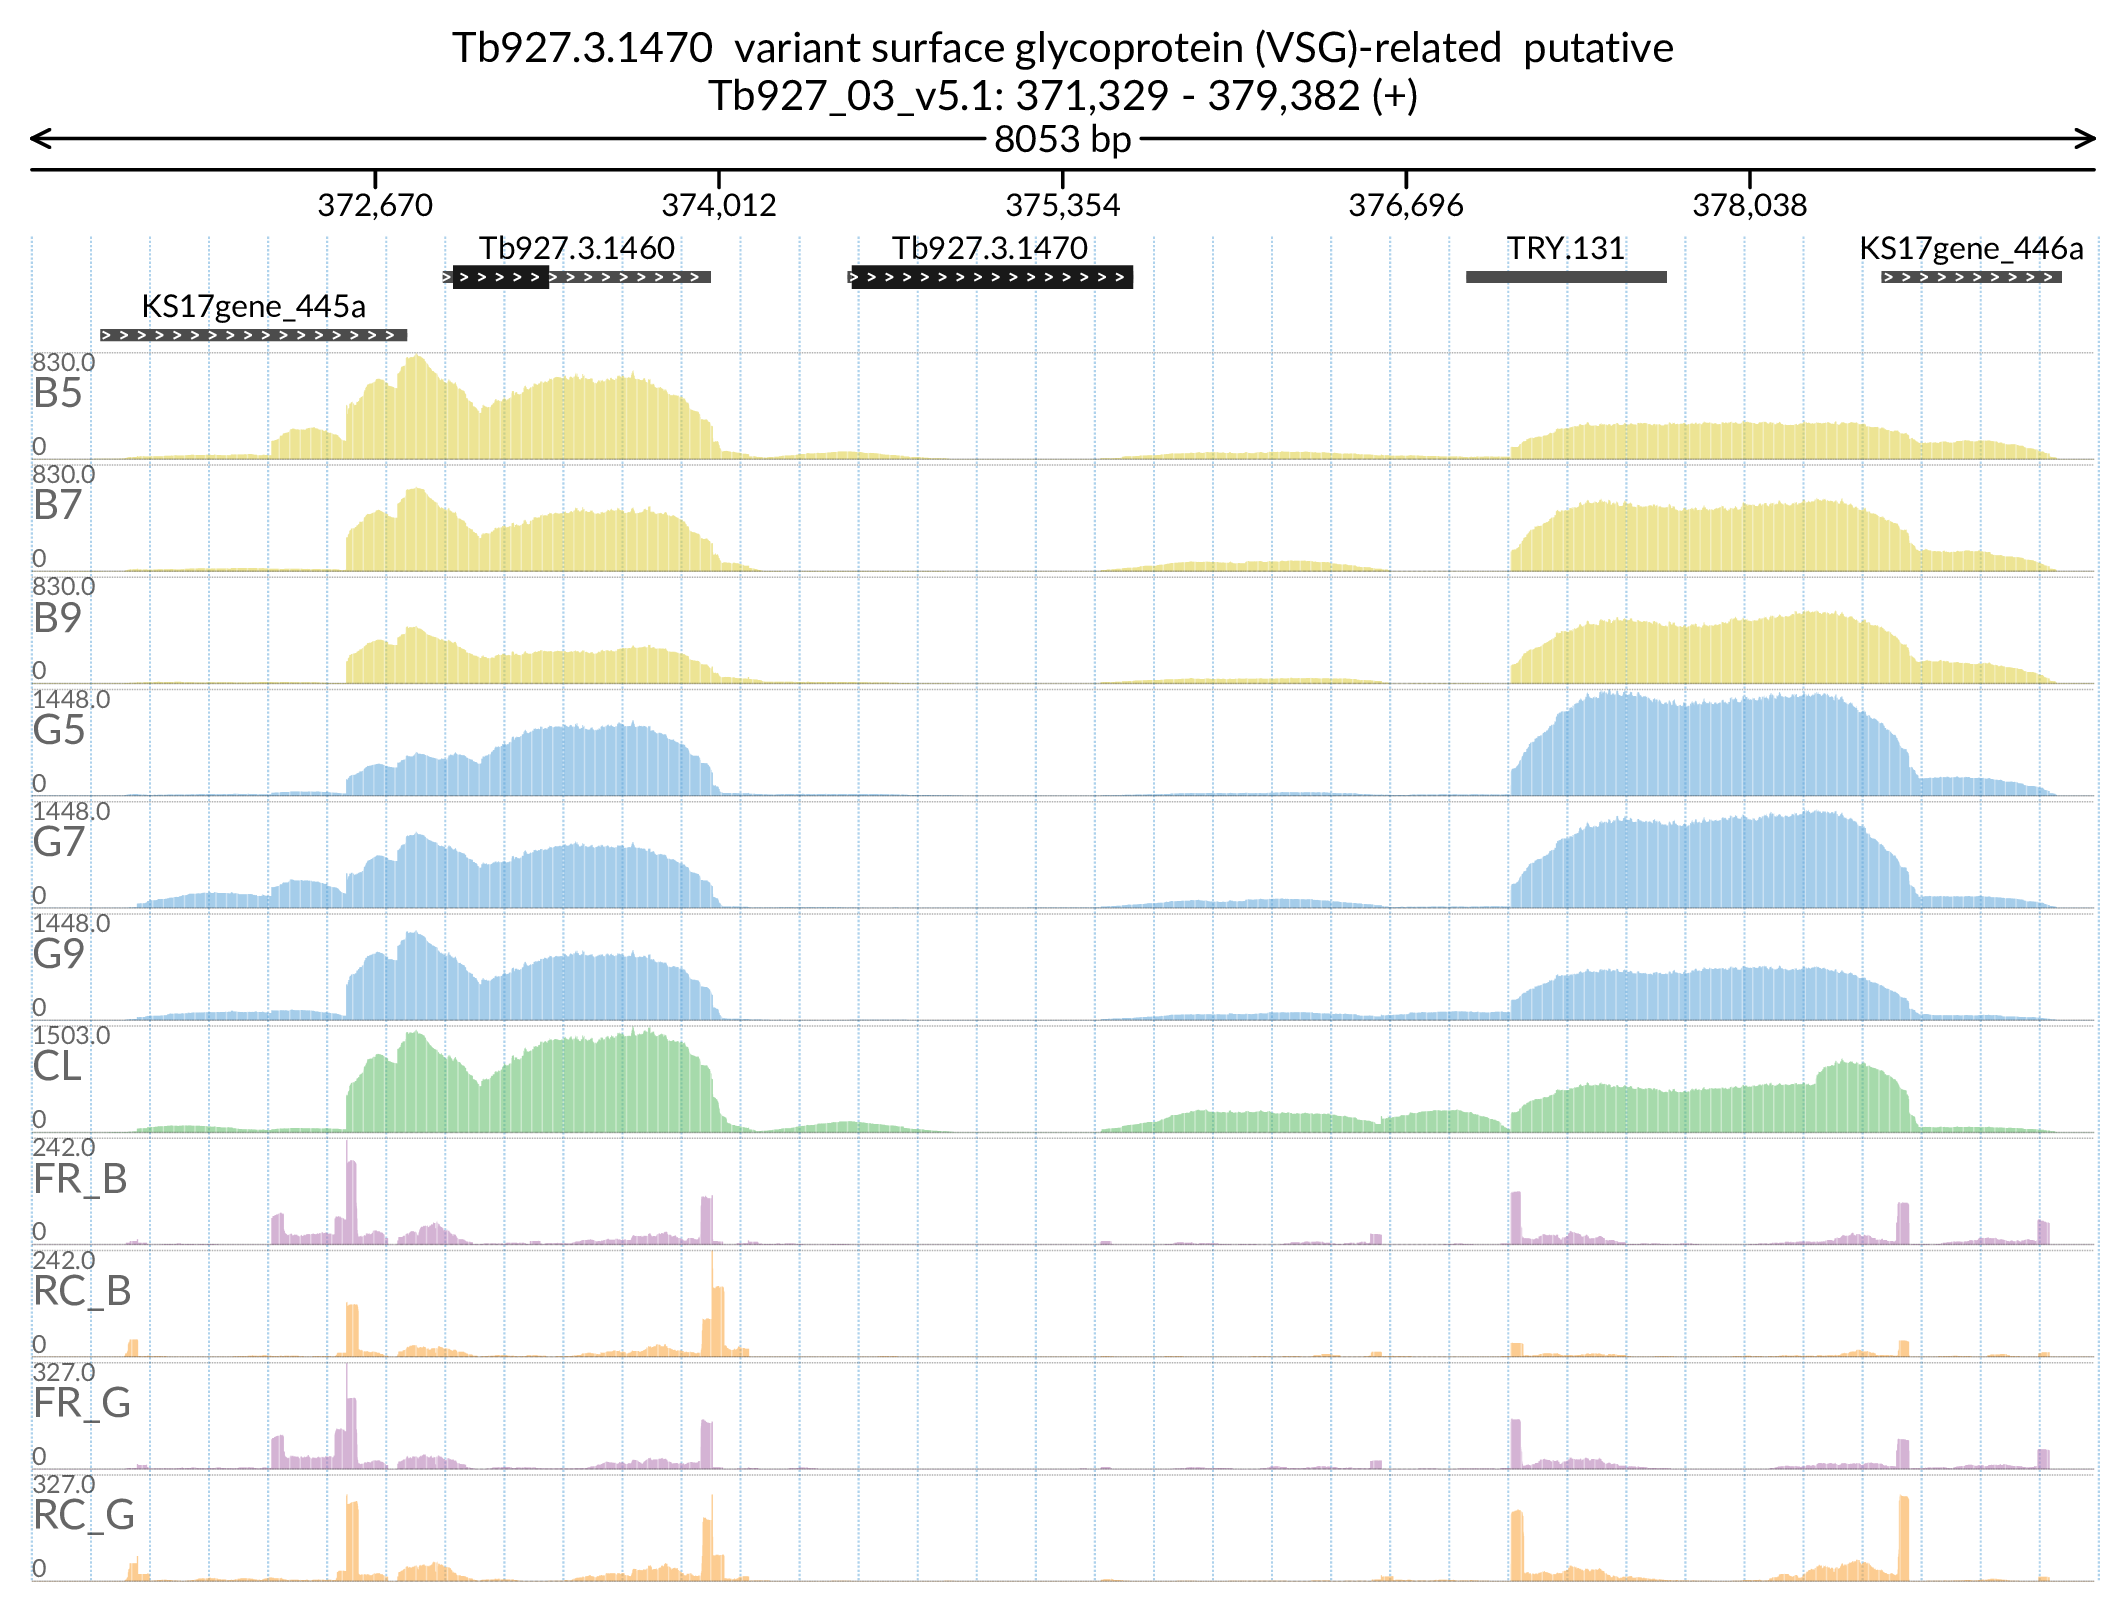 Tb927.3.1470  variant surface glycoprotein (VSG)-related  putative
Tb927_03_v5.1: 371,329 - 379,382 (+)
8053 bp
372,670 374,012 375,354 376,696 378,038
Tb927.3.1460 Tb927.3.1470 TRY.131 KS17gene_446a
KS17gene_445a
830.0
B5
0
830.0
B7
0
830.0
B9
0
1448.0
G5
0
1448.0
G7
0
1448.0
G9
0
1503.0
CL
0
242.0
FR_B
0
242.0
RC_B
0
327.0
FR_G
0
327.0
RC_G
0